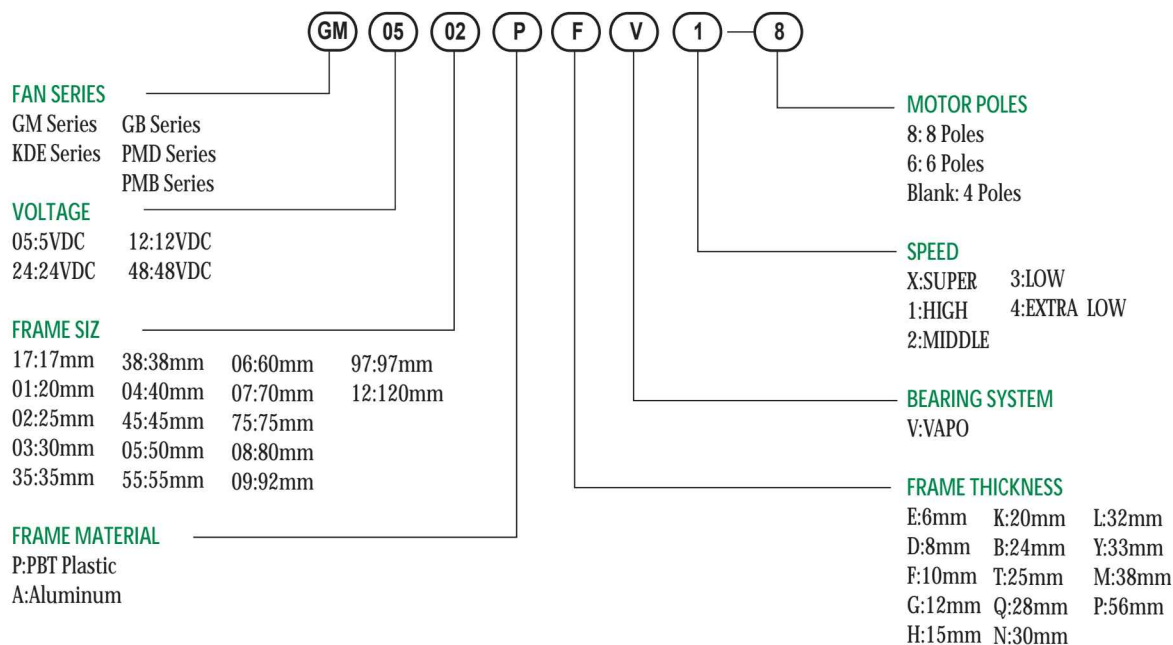 GM 05 02 P F V 1 — 8
FAN SERIES
GM Series GB Series
KDE Series PMD Series
PMB Series
VOLTAGE
05:5VDC 12:12VDC
24:24VDC 48:48VDC
FRAME SIZ
17:17mm 38:38mm 06:60mm 97:97mm
01:20mm 04:40mm 07:70mm 12:120mm
02:25mm 45:45mm 75:75mm
03:30mm 05:50mm 08:80mm
35:35mm 55:55mm 09:92mm
FRAME MATERIAL
P:PBT Plastic
A:Aluminum
MOTOR POLES
8: 8 Poles
6: 6 Poles
Blank: 4 Poles
SPEED
X:SUPER 3:LOW
1:HIGH 4:EXTRA LOW
2:MIDDLE
BEARING SYSTEM
V:VAPO
FRAME THICKNESS
E:6mm K:20mm L:32mm
D:8mm B:24mm Y:33mm
F:10mm T:25mm M:38mm
G:12mm Q:28mm P:56mm
H:15mm N:30mm